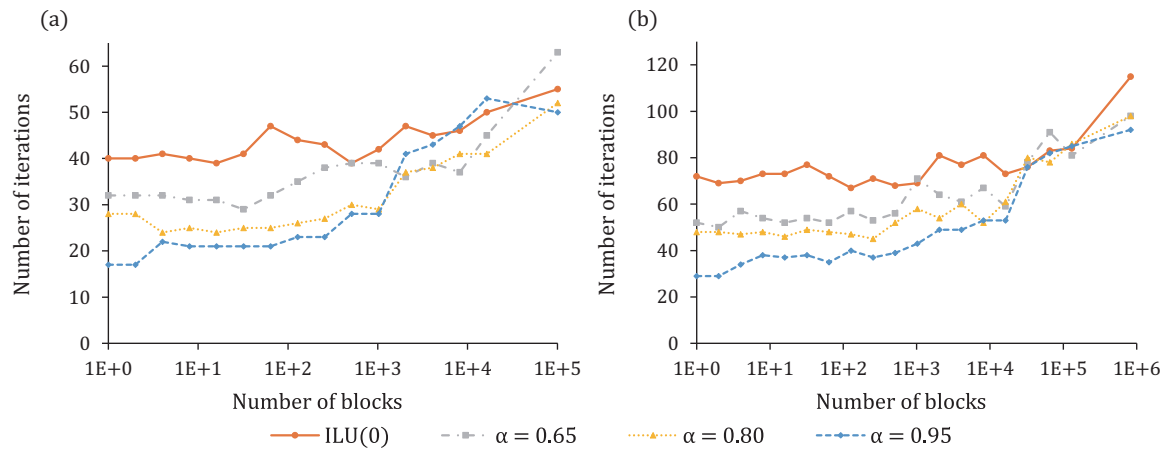 (a)
(b)
Number of iterations
60
50
40
30
20
10
0
1E+0 1E+1 1E+2 1E+3 1E+4 1E+5
Number of blocks
Number of iterations
120
100
80
60
40
20
0
1E+0 1E+1 1E+2 1E+3 1E+4 1E+5 1E+6
Number of blocks
ILU(0) α = 0.65 α = 0.80 α = 0.95